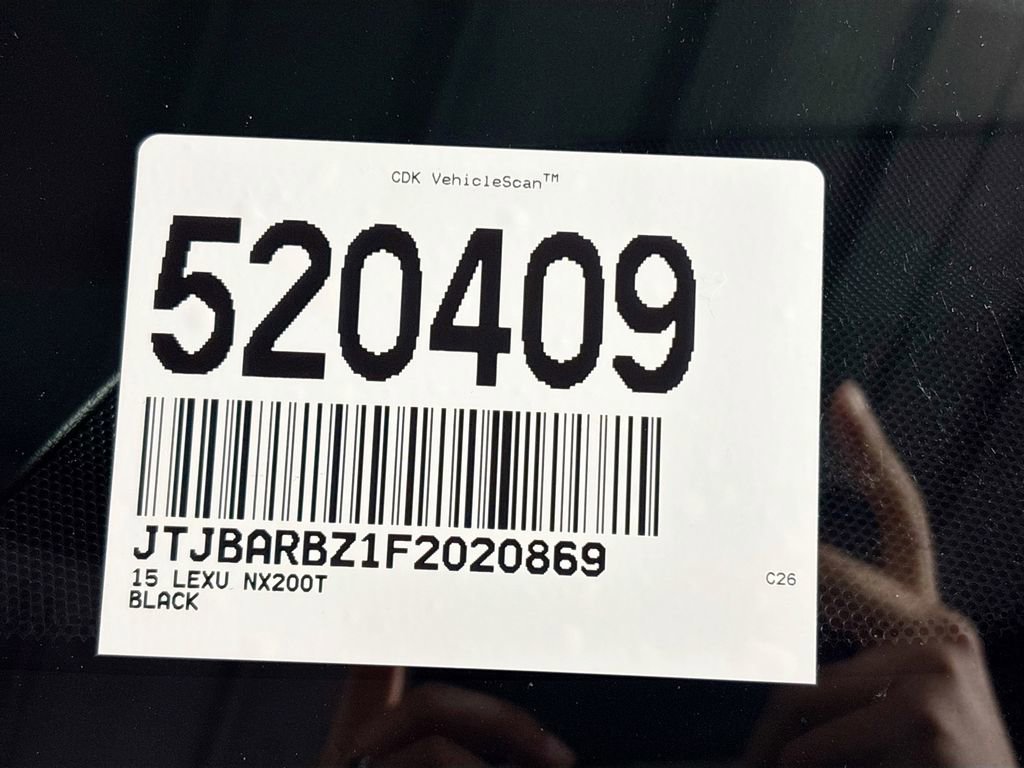 CDK VehicleScan™
520409
JTJBARBZ1F2020869
15 LEXU NX200T
BLACK
C26